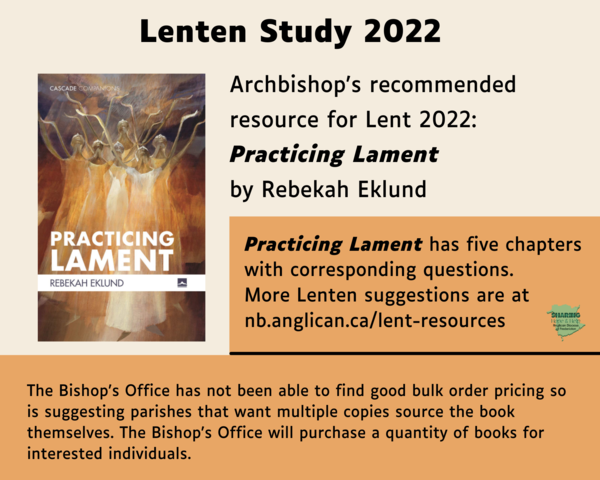 Lenten Study 2022
CASCADE COMPANIONS
PRACTICING
LAMENT
REBEKAH EKLUND
Archbishop's recommended
resource for Lent 2022:
Practicing Lament
by Rebekah Eklund
Practicing Lament has five chapters
with corresponding questions.
More Lenten suggestions are at
nb.anglican.ca/lent-resources
SHARING
The Bishop's Office has not been able to find good bulk order pricing so
is suggesting parishes that want multiple copies source the book
themselves. The Bishop's Office will purchase a quantity of books for
interested individuals.